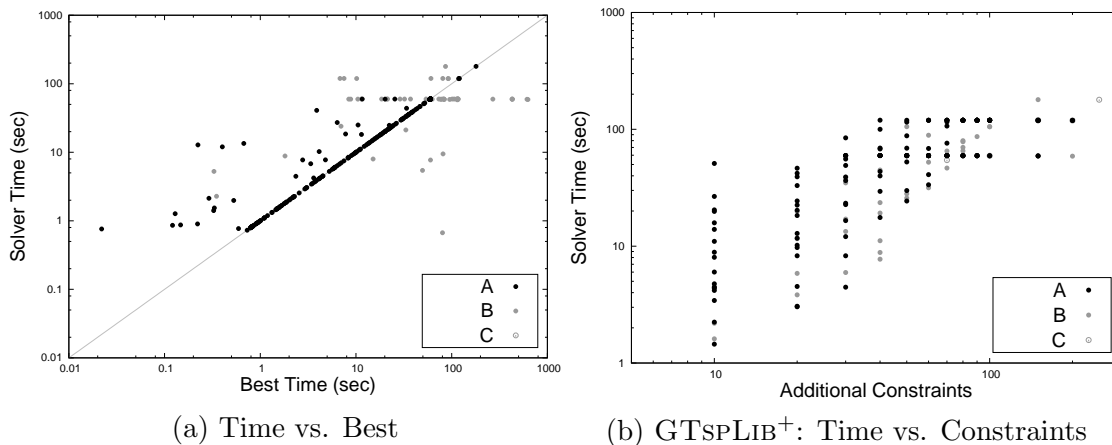 1000
100
10
1
0.1
0.01
Solver Time (sec)
0.01 0.1 1 10 100 1000
Best Time (sec)
A
B
C
(a) Time vs. Best
1000
100
10
1
Solver Time (sec)
10 100
Additional Constraints
A
B
C
(b) GTSPLIB+: Time vs. Constraints